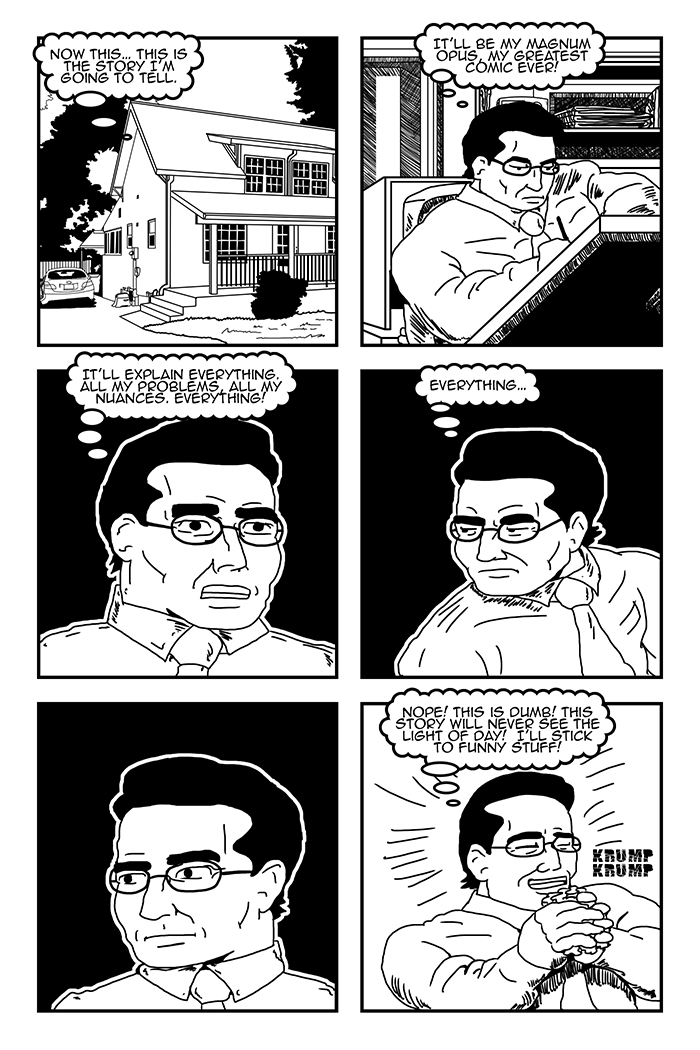 NOW THIS... THIS IS
THE STORY I'M
GOING TO TELL.
IT'LL BE MY MAGNUM
OPUS, MY GREATEST
COMIC EVER!
IT'LL EXPLAIN EVERYTHING.
ALL MY PROBLEMS, ALL MY
NUANCES. EVERYTHING!
EVERYTHING...
NOPE! THIS IS DUMB! THIS
STORY WILL NEVER SEE THE
LIGHT OF DAY! I'LL STICK
TO FUNNY STUFF!
KRUMP
KRUMP